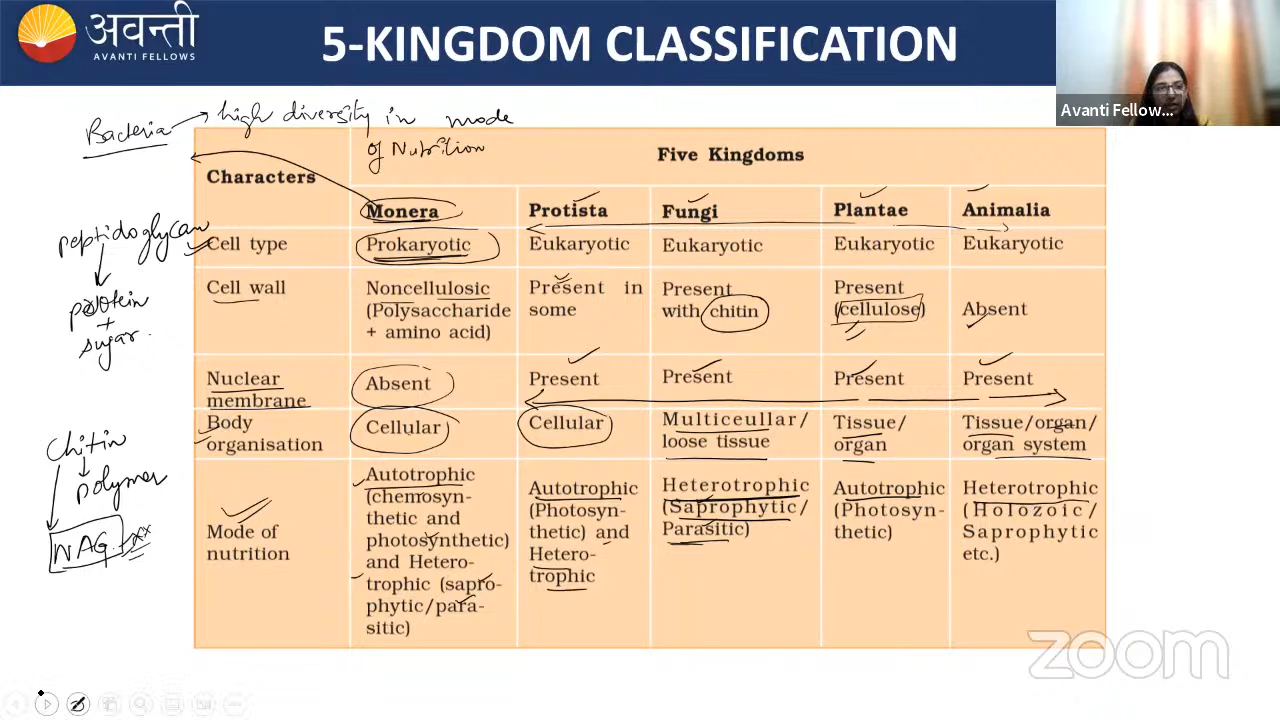 अवन्ती
AVANTI FELLOWS
5-KINGDOM CLASSIFICATION
Avanti Fellow...
Bacteria → high diversity in mode
of Nutrition
Characters
Five Kingdoms
Monera
Protista
Fungi
Plantae
Animalia
Cell type
Prokaryotic
Eukaryotic
Eukaryotic
Eukaryotic
Eukaryotic
Cell wall
Noncellulosic
(Polysaccharide
+ amino acid)
Present in
some
Present
with chitin
Present
(cellulose)
Absent
Nuclear
membrane
Absent
Present
Present
Present
Present
Body
organisation
Cellular
Cellular
Multiceullar/
loose tissue
Tissue/
organ
Tissue/organ/
organ system
Mode of
nutrition
Autotrophic
(chemosyn-
thetic and
photosynthetic)
and Hetero-
trophic (sapro-
phytic/para-
sitic)
Autotrophic
(Photosyn-
thetic) and
Hetero-
trophic
Heterotrophic
(Saprophytic/
Parasitic)
Autotrophic
(Photosyn-
thetic)
Heterotrophic
(Holozoic/
Saprophytic
etc.)
peptidoglycan
protein
+
sugar.
Chitin
polymer
NAG
zoom